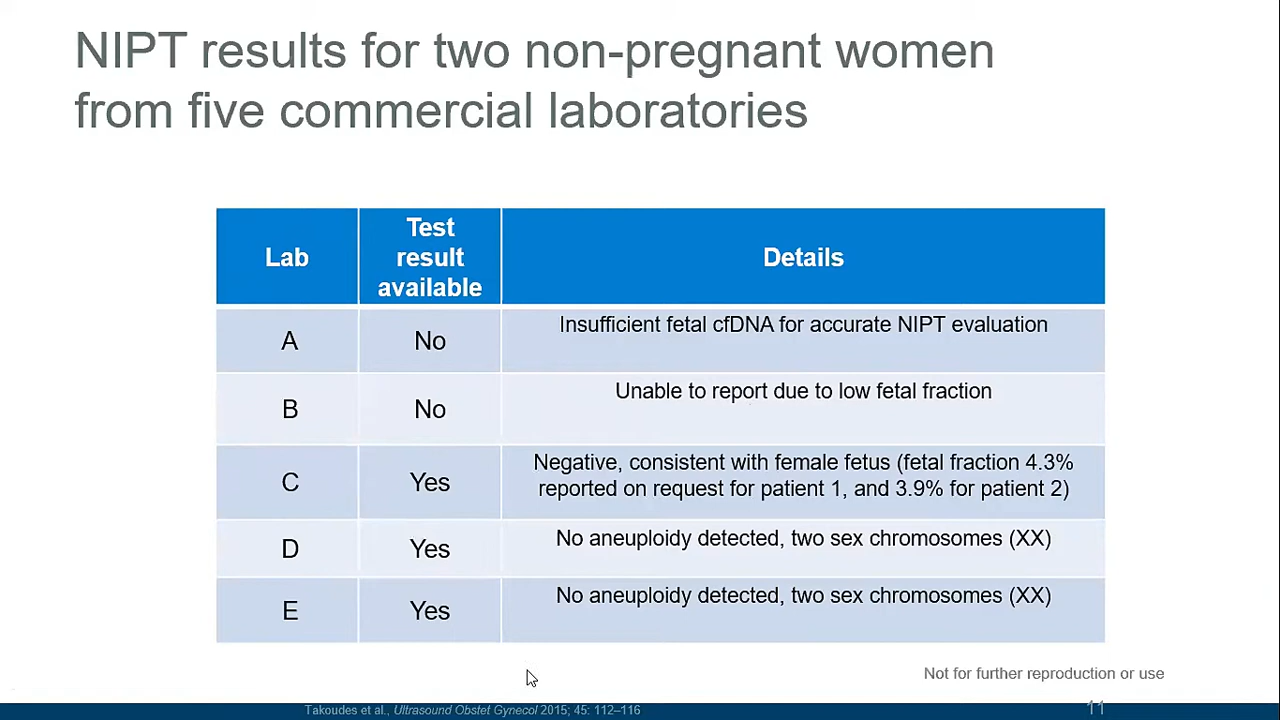 NIPT results for two non-pregnant women
from five commercial laboratories
Lab
Test
result
available
Details
A
No
Insufficient fetal cfDNA for accurate NIPT evaluation
B
No
Unable to report due to low fetal fraction
C
Yes
Negative, consistent with female fetus (fetal fraction 4.3%
reported on request for patient 1, and 3.9% for patient 2)
D
Yes
No aneuploidy detected, two sex chromosomes (XX)
E
Yes
No aneuploidy detected, two sex chromosomes (XX)
Not for further reproduction or use
Takoudes et al., Ultrasound Obstet Gynecol 2015; 45: 112–116
11